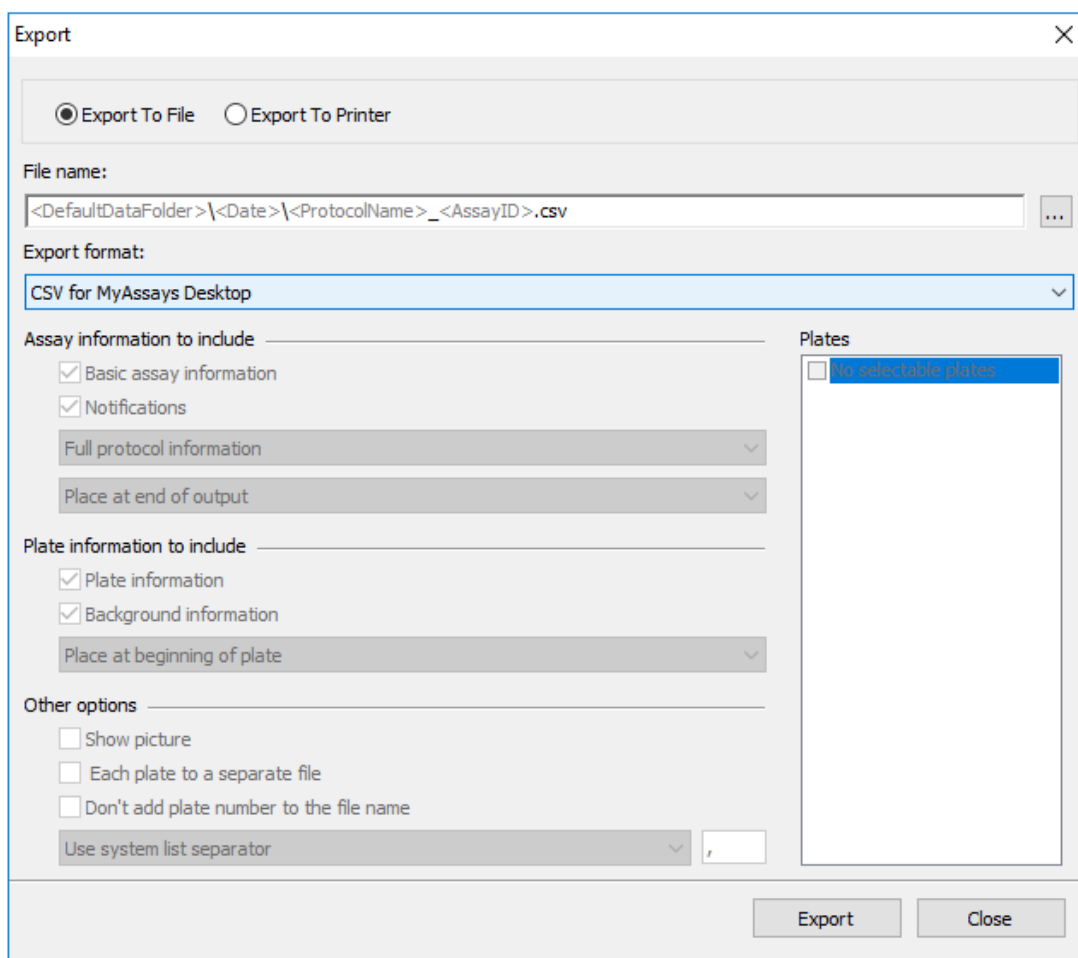 Export
Export To File Export To Printer
File name:
<DefaultDataFolder>\<Date>\<ProtocolName>_<AssayID>.csv
...
Export format:
CSV for MyAssays Desktop
Assay information to include
Basic assay information
Notifications
Full protocol information
Place at end of output
Plate information to include
Plate information
Background information
Place at beginning of plate
Other options
Show picture
Each plate to a separate file
Don't add plate number to the file name
Use system list separator ,
Plates
No selectable plates
Export Close